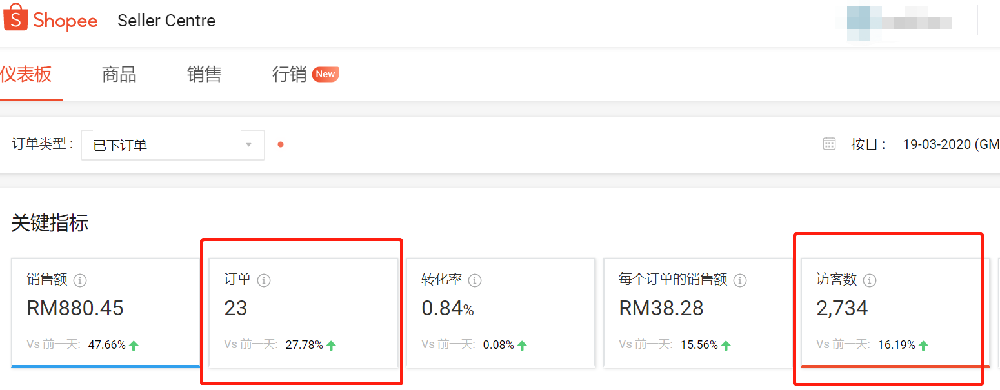 Shopee Seller Centre
仪表板 商品 销售 行销 New
订单类型 : 已下订单 按日 : 19-03-2020 (GM
关键指标
销售额 订单 转化率 每个订单的销售额 访客数
RM880.45 23 0.84% RM38.28 2,734
Vs 前一天: 47.66% Vs 前一天: 27.78% Vs 前一天: 0.08% Vs 前一天: 15.56% Vs 前一天: 16.19%